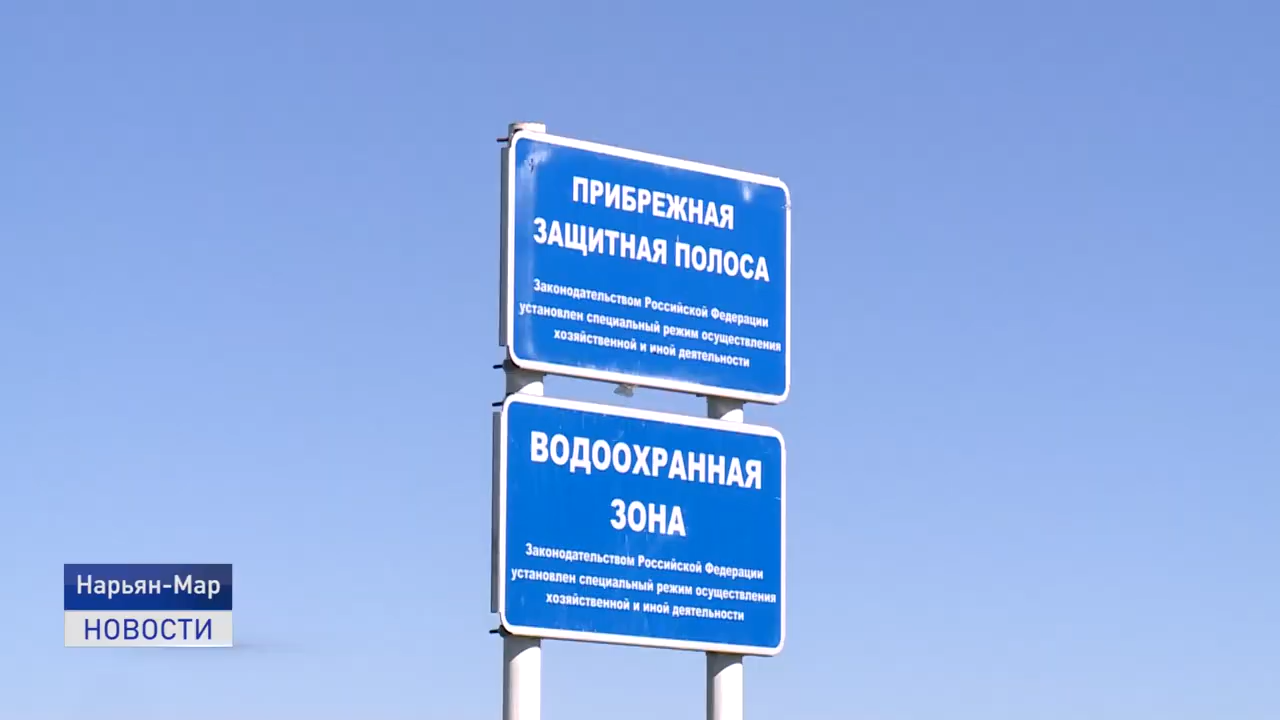 ПРИБРЕЖНАЯ
ЗАЩИТНАЯ ПОЛОСА
Законодательством Российской Федерации
установлен специальный режим осуществления
хозяйственной и иной деятельности
ВОДООХРАННАЯ
ЗОНА
Законодательством Российской Федерации
установлен специальный режим осуществления
хозяйственной и иной деятельности
Нарьян-Мар
НОВОСТИ